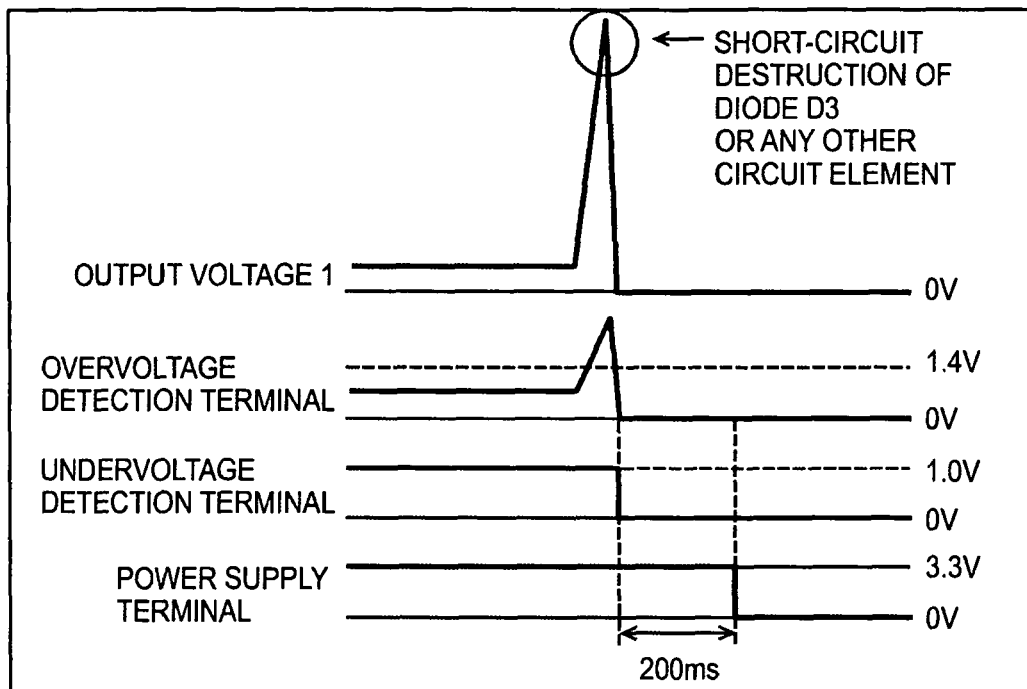 SHORT-CIRCUIT
DESTRUCTION OF
DIODE D3
OR ANY OTHER
CIRCUIT ELEMENT
OUTPUT VOLTAGE 1
0V
OVERVOLTAGE
DETECTION TERMINAL
1.4V
0V
UNDERVOLTAGE
DETECTION TERMINAL
1.0V
0V
POWER SUPPLY
TERMINAL
3.3V
0V
200ms